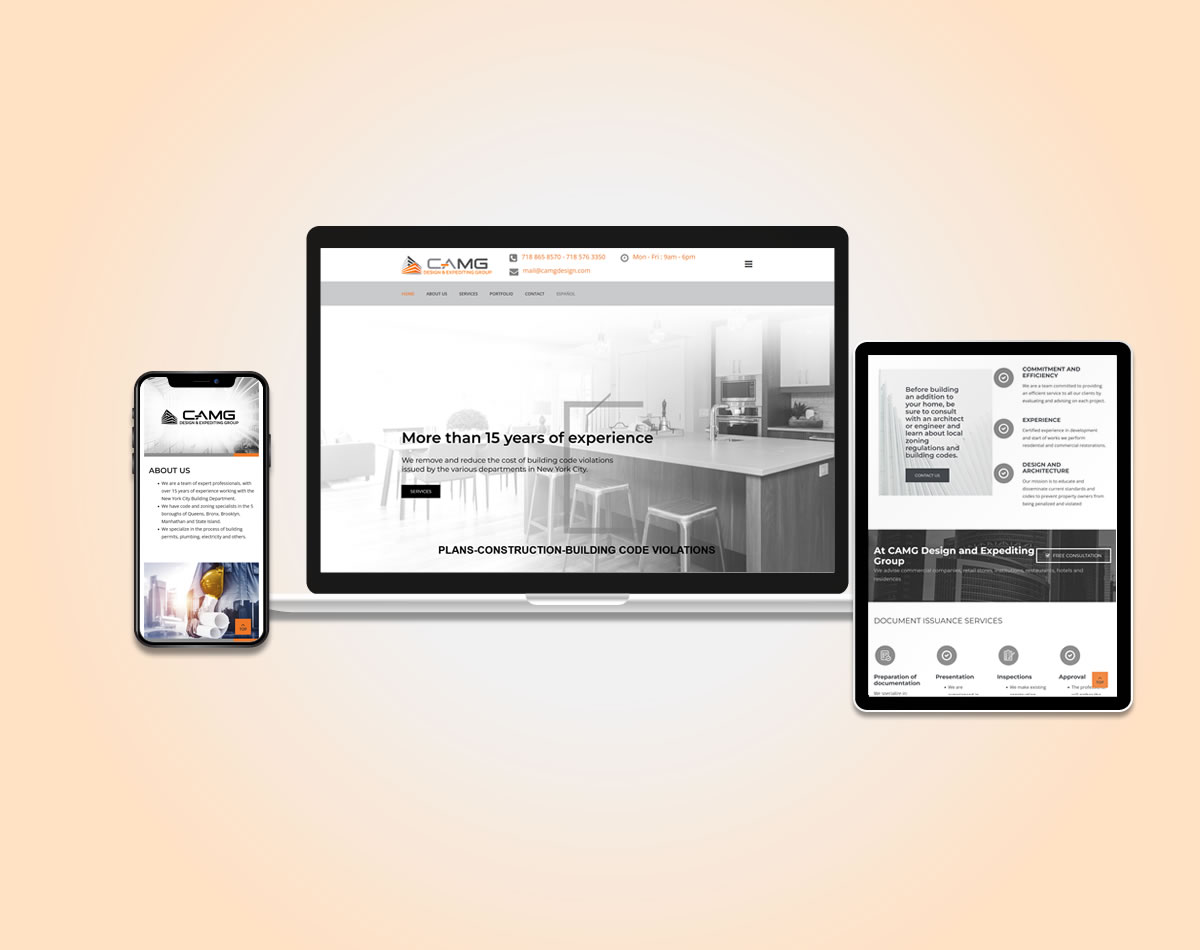 CAMG
DESIGN & EXPEDITING GROUP
718 865 8570 - 718 576 3350
Mon - Fri : 9am - 6pm
mail@camgdesign.com
HOME
ABOUT US
SERVICES
PORTFOLIO
CONTACT
ESPAÑOL
More than 15 years of experience
We remove and reduce the cost of building code violations
issued by the various departments in New York City.
SERVICES
PLANS-CONSTRUCTION-BUILDING CODE VIOLATIONS
CAMG
DESIGN & EXPEDITING GROUP
ABOUT US
We are a team of expert professionals, with
over 15 years of experience working with the
New York City Building Department.
We have code and zoning specialists in the 5
boroughs of Queens, Bronx, Brooklyn,
Manhathan and State Island.
We specialize in the process of building
permits, plumbing, electricity and others.
TOP
Before building
an addition to
your home, be
sure to consult
with an architect
or engineer and
learn about local
zoning
regulations and
building codes.
CONTACT US
COMMITMENT AND
EFFICIENCY
We are a team committed to providing
an efficient service to all our clients by
evaluating and advising on each project.
EXPERIENCE
Certified experience in development
and start of works we perform
residential and commercial restorations.
DESIGN AND
ARCHITECTURE
Our mission is to educate and
disseminate current standards and
codes to prevent property owners from
being penalized and violated
At CAMG Design and Expediting
Group
FREE CONSULTATION
We advise commercial companies, retail stores, institutions, restaurants, hotels and
residences
DOCUMENT ISSUANCE SERVICES
Preparation of
documentation
We specialize in
Presentation
We are
Inspections
We make existing
Approval
TOP